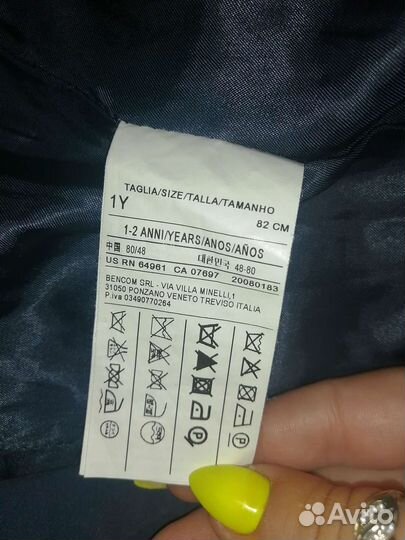 TAGLIA/SIZE/TALLA/TAMANHO
1Y 82 CM
1-2 ANNI/YEARS/ANOS/AÑOS
中国 80/48 대한민국 48-80
US RN 64961 CA 07697 20080183
BENCOM SRL - VIA VILLA MINELLI,1
31050 PONZANO VENETO TREVISO ITALIA
P.iva 03490770264
Avito